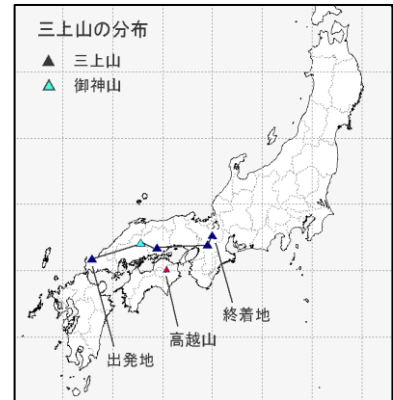 三上山の分布
三上山
御神山
終着地
高越山
出発地